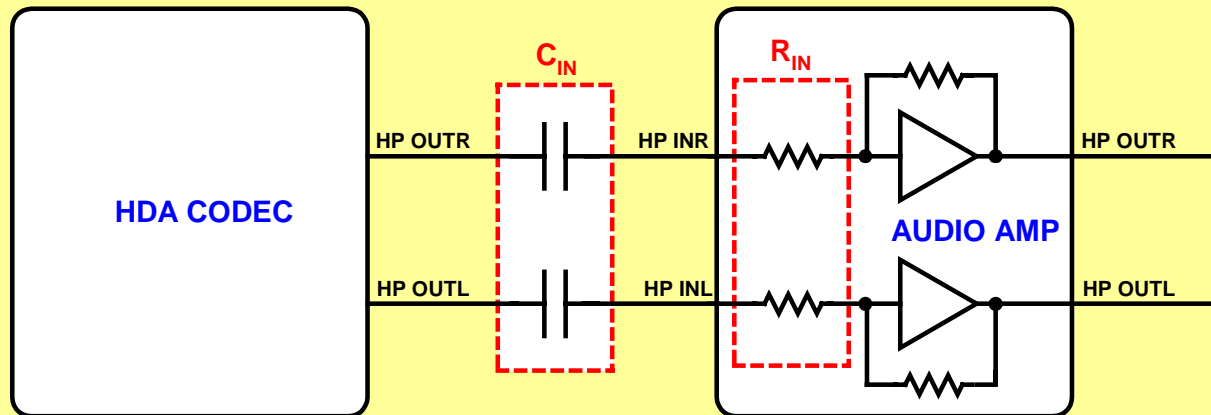 C_IN
R_IN
HP OUTR
HP INR
HP OUTR
HDA CODEC
AUDIO AMP
HP OUTL
HP INL
HP OUTL